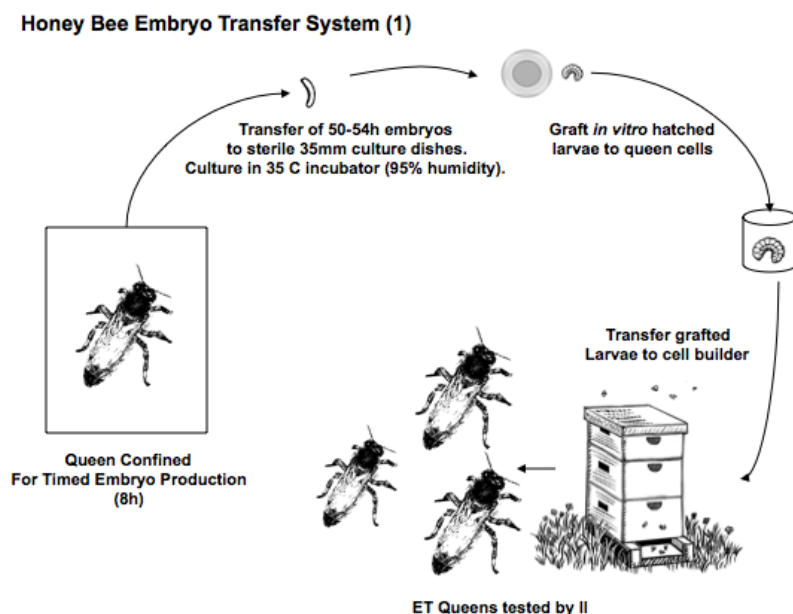 Honey Bee Embryo Transfer System (1)
Transfer of 50-54h embryos
to sterile 35mm culture dishes.
Culture in 35 C incubator (95% humidity).
Graft in vitro hatched
larvae to queen cells
Transfer grafted
Larvae to cell builder
Queen Confined
For Timed Embryo Production
(8h)
ET Queens tested by II